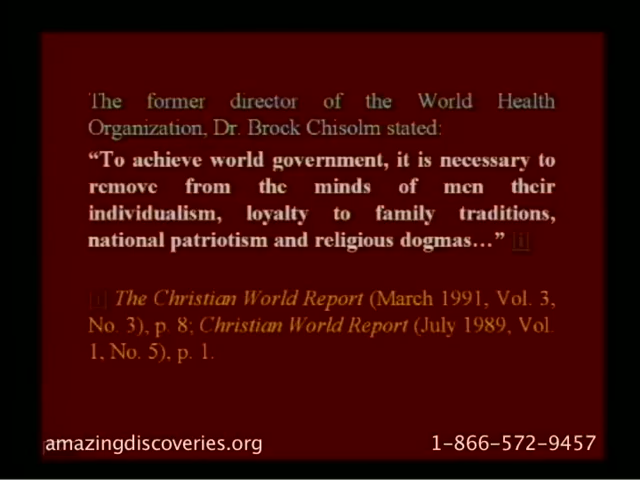 The former director of the World Health
Organization, Dr. Brock Chisolm stated:
“To achieve world government, it is necessary to
remove from the minds of men their
individualism, loyalty to family traditions,
national patriotism and religious dogmas…” [i]
[i] The Christian World Report (March 1991, Vol. 3,
No. 3), p. 8; Christian World Report (July 1989, Vol.
1, No. 5), p. 1.
amazingdiscoveries.org 1-866-572-9457